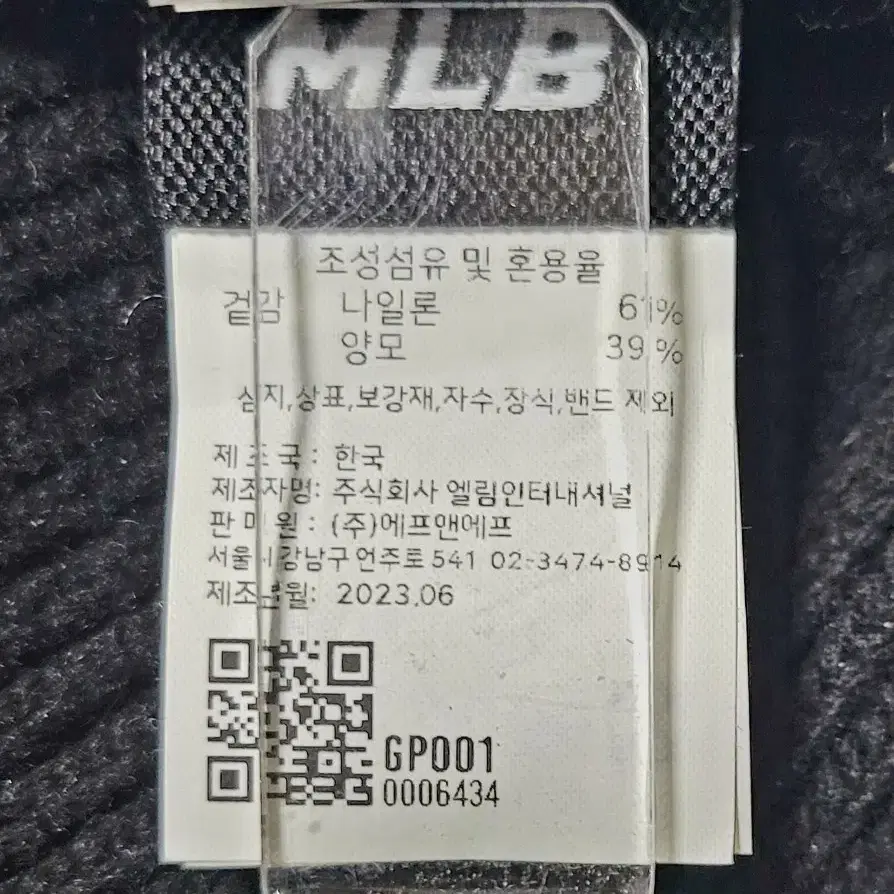 MLB
조성섬유 및 혼용율
겉감 나일론 61%
양모 39%
심지,상표,보강재,자수,장식,밴드 제외
제조국: 한국
제조자명: 주식회사 엘림인터내셔널
판매원: (주)에프앤에프
서울시 강남구 언주로 541 02-3474-8914
제조년월: 2023.06
GP001
0006434